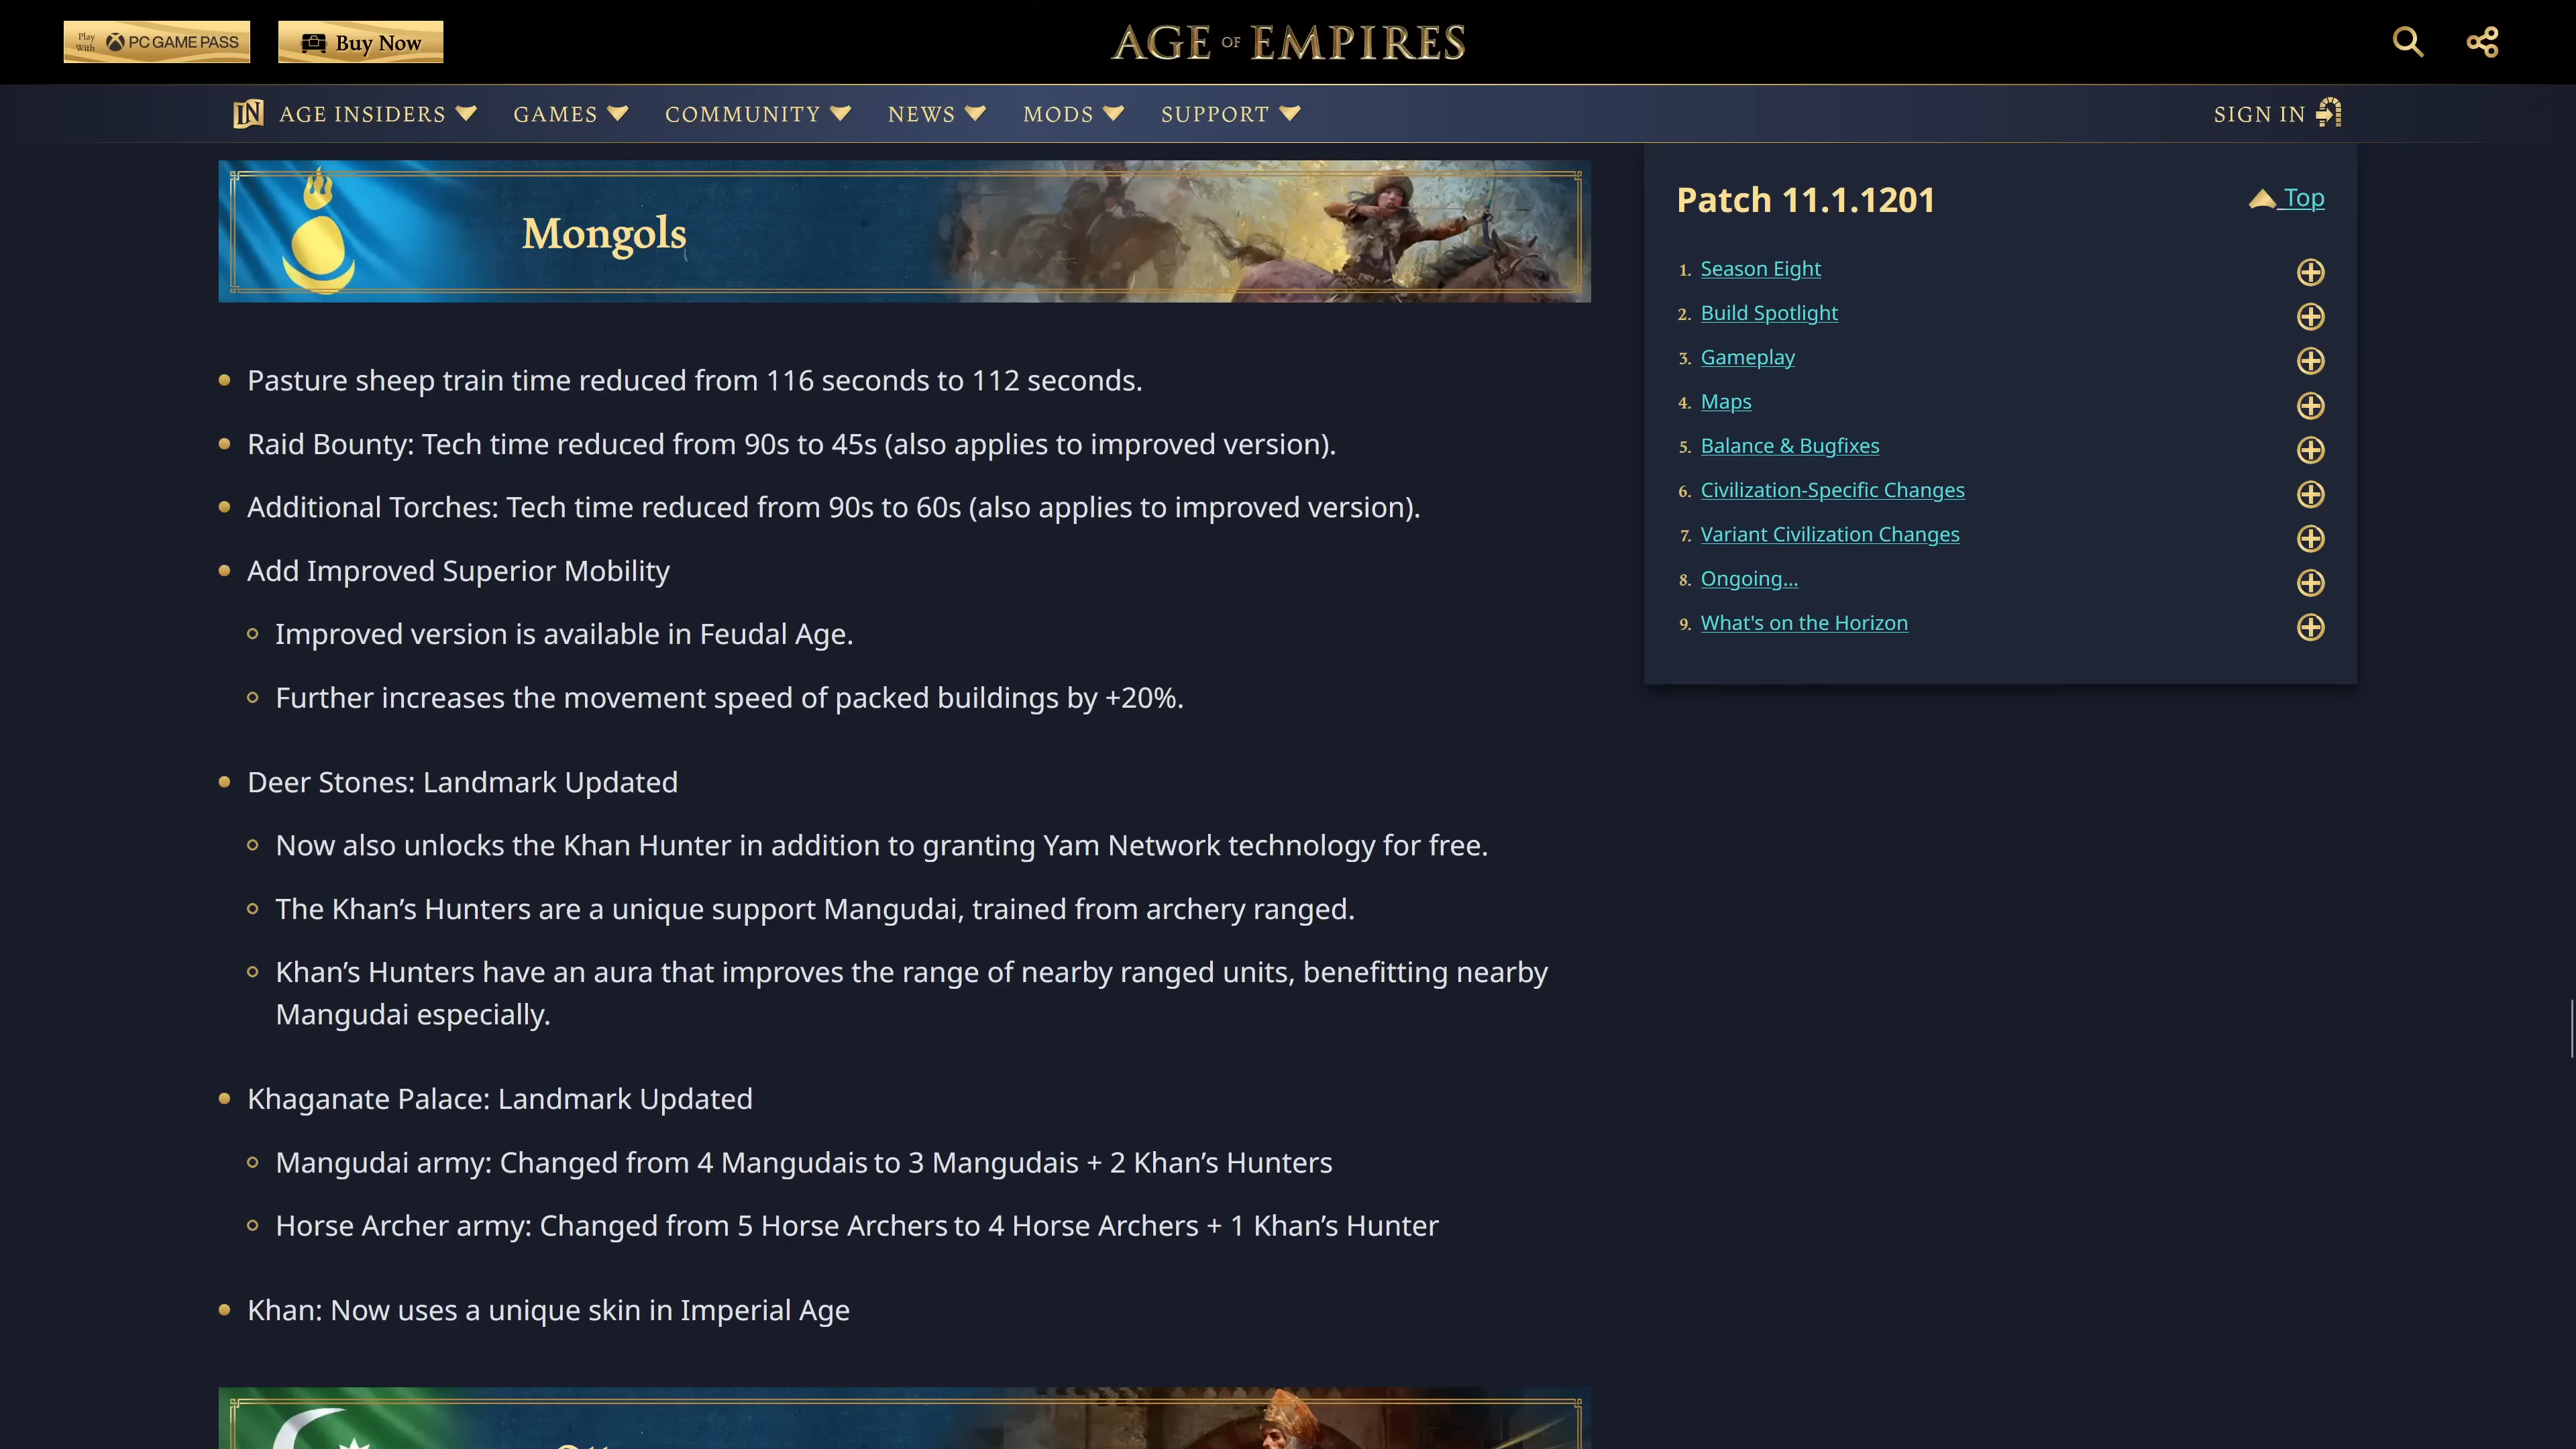 Play
With
PC GAME PASS
Buy Now
AGE OF EMPIRES
IN AGE INSIDERS
GAMES
COMMUNITY
NEWS
MODS
SUPPORT
SIGN IN
Mongols
Pasture sheep train time reduced from 116 seconds to 112 seconds.
Raid Bounty: Tech time reduced from 90s to 45s (also applies to improved version).
Additional Torches: Tech time reduced from 90s to 60s (also applies to improved version).
Add Improved Superior Mobility
Improved version is available in Feudal Age.
Further increases the movement speed of packed buildings by +20%.
Deer Stones: Landmark Updated
Now also unlocks the Khan Hunter in addition to granting Yam Network technology for free.
The Khan’s Hunters are a unique support Mangudai, trained from archery ranged.
Khan’s Hunters have an aura that improves the range of nearby ranged units, benefitting nearby
Mangudai especially.
Khaganate Palace: Landmark Updated
Mangudai army: Changed from 4 Mangudais to 3 Mangudais + 2 Khan’s Hunters
Horse Archer army: Changed from 5 Horse Archers to 4 Horse Archers + 1 Khan’s Hunter
Khan: Now uses a unique skin in Imperial Age
Patch 11.1.1201
Top
1. Season Eight
2. Build Spotlight
3. Gameplay
4. Maps
5. Balance & Bugfixes
6. Civilization-Specific Changes
7. Variant Civilization Changes
8. Ongoing...
9. What's on the Horizon